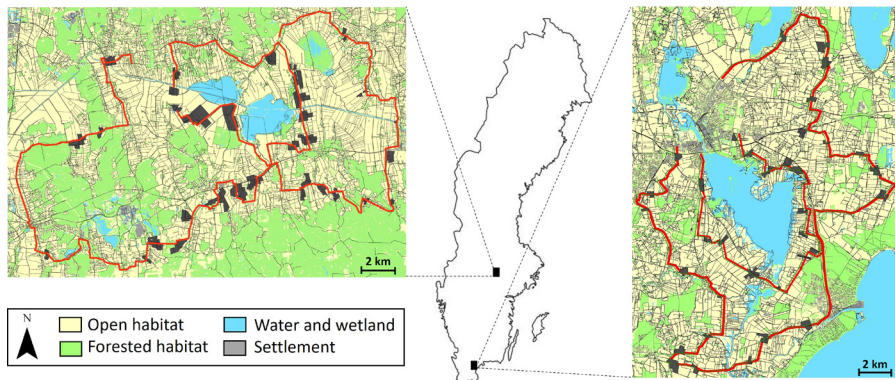 2 km
N
Open habitat
Water and wetland
Forested habitat
Settlement
2 km